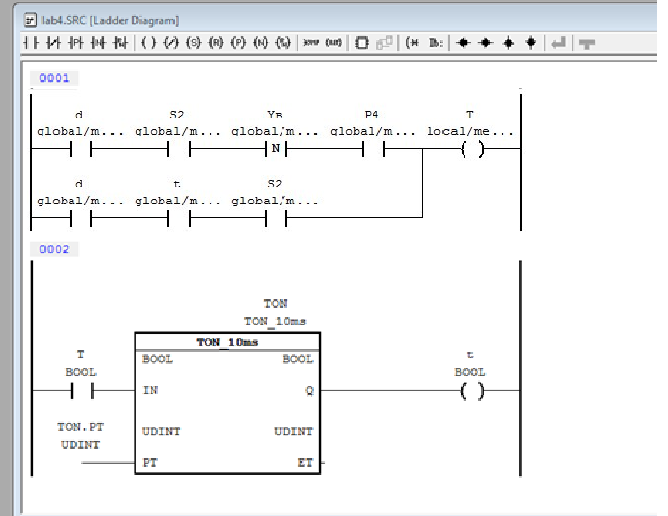 lab4.SRC [Ladder Diagram]
0001
d S2 Yn P4 T
global/m... global/m... global/m... global/m... local/me...
N
d t S2
global/m... global/m... global/m...
0002
TON
TON_10ms
TON_10ms
T BOOL BOOL t
BOOL BOOL
IN Q
TON.PT UDINT UDINT
UDINT
PT ET